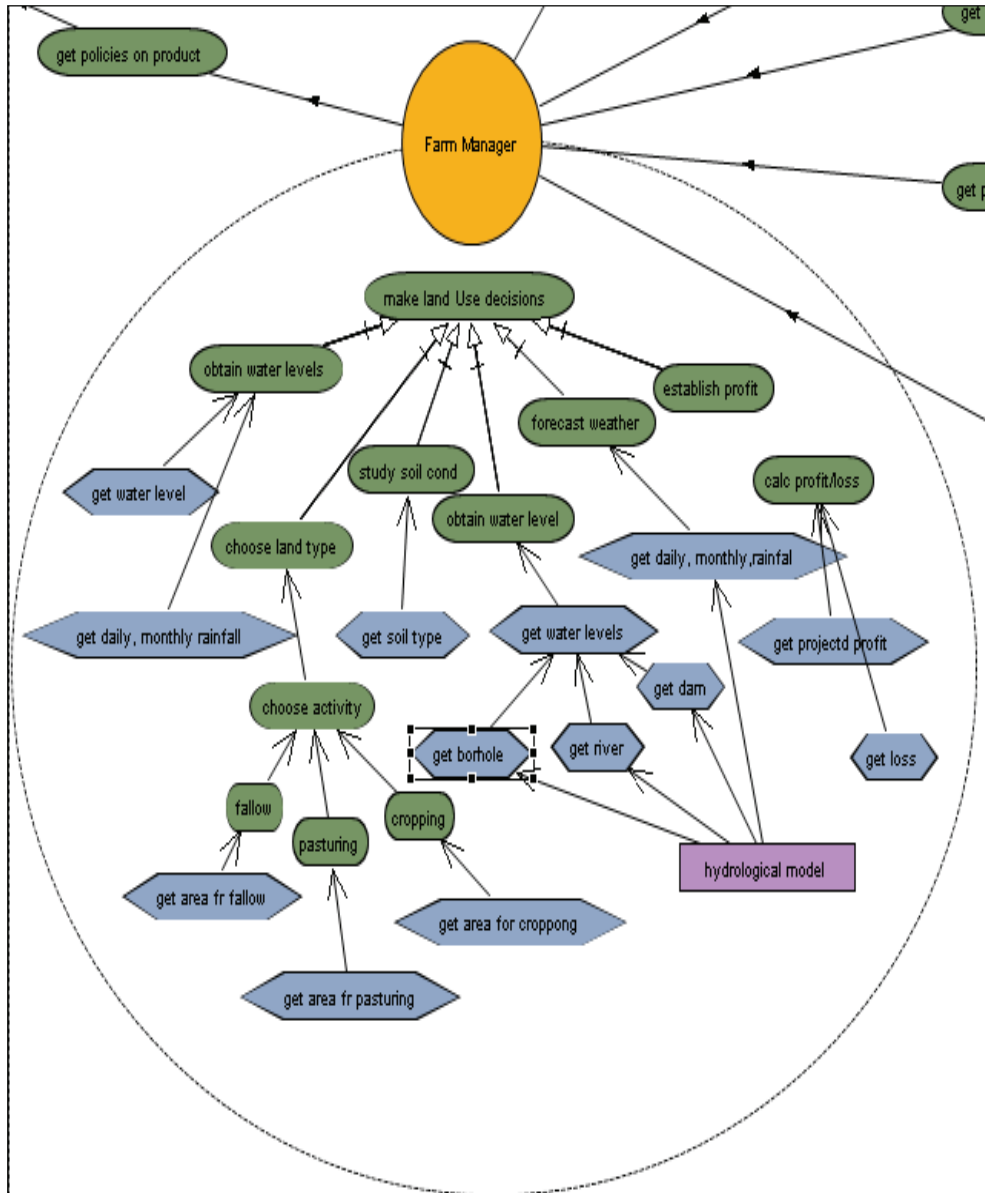 get
get policies on product
Farm Manager
get p
make land Use decisions
obtain water levels
establish profit
forecast weather
get water level
study soil cond
calc profit/loss
obtain water level
choose land type
get daily, monthly,rainfal
get daily, monthly rainfall
get soil type
get water levels
get projectd profit
get dam
choose activity
get borhole
get river
get loss
fallow
cropping
pasturing
hydrological model
get area fr fallow
get area for croppong
get area fr pasturing